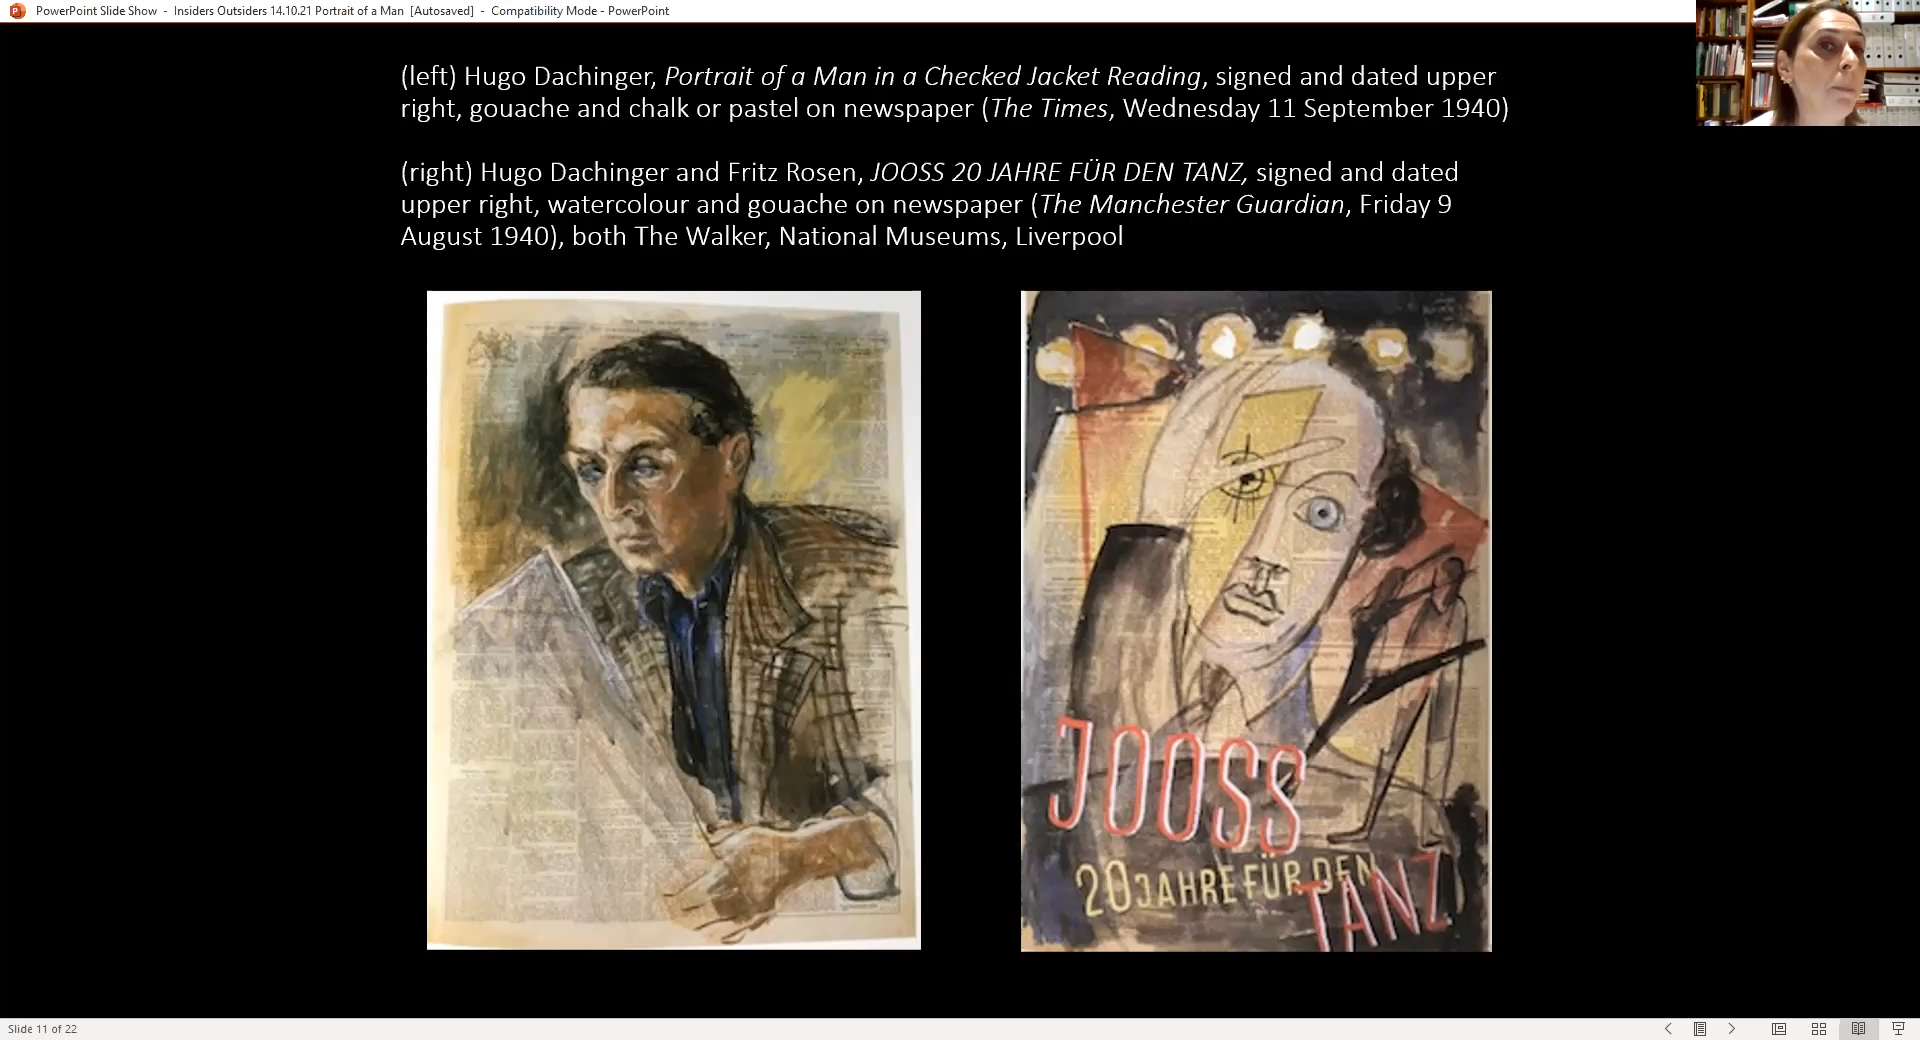 PowerPoint Slide Show - Insiders Outsiders 14.10.21 Portrait of a Man [Autosaved] - Compatibility Mode - PowerPoint
(left) Hugo Dachinger, Portrait of a Man in a Checked Jacket Reading, signed and dated upper
right, gouache and chalk or pastel on newspaper (The Times, Wednesday 11 September 1940)
(right) Hugo Dachinger and Fritz Rosen, JOOSS 20 JAHRE FÜR DEN TANZ, signed and dated
upper right, watercolour and gouache on newspaper (The Manchester Guardian, Friday 9
August 1940), both The Walker, National Museums, Liverpool
JOOSS
20 JAHRE FÜR DEN
TANZ
Slide 11 of 22